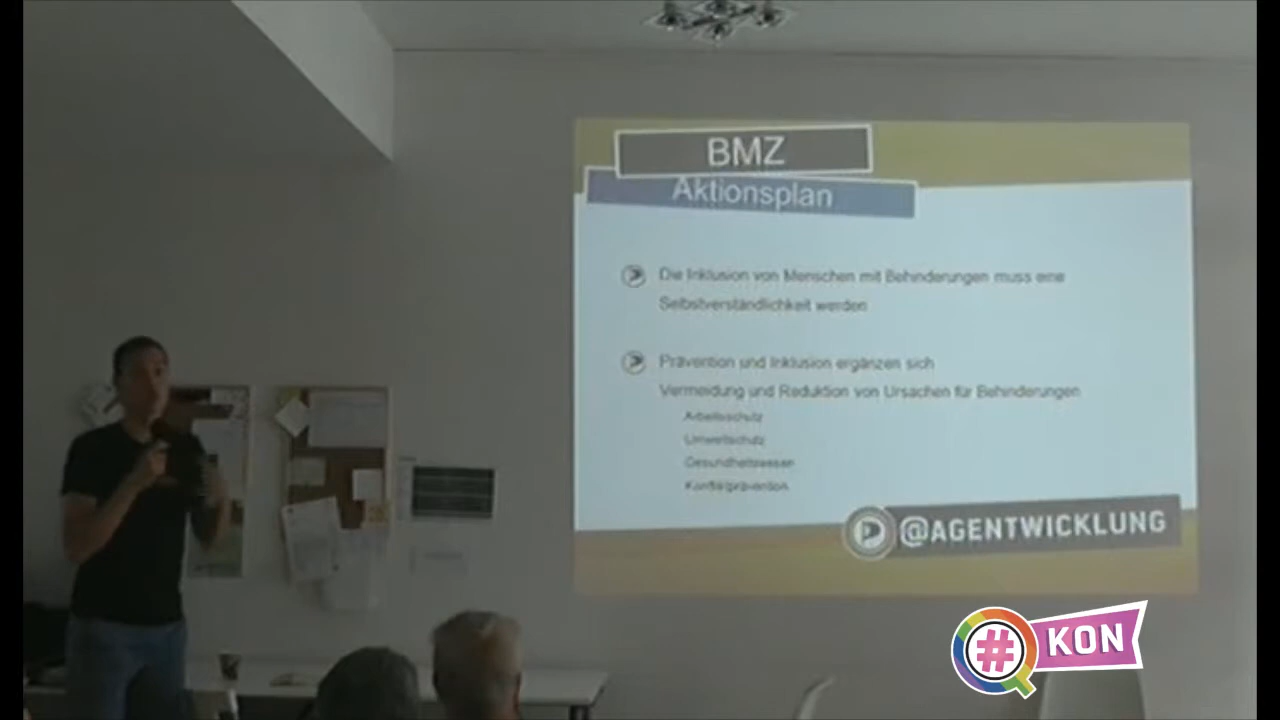 BMZ
Aktionsplan
Die Inklusion von Menschen mit Behinderungen muss eine
Selbstverständlichkeit werden
Prävention und Inklusion ergänzen sich
Vermeidung und Reduktion von Ursachen für Behinderungen
Arbeitsschutz
Umweltschutz
Gesundheitswesen
Konfliktprävention
@AGENTWICKLUNG
# KON